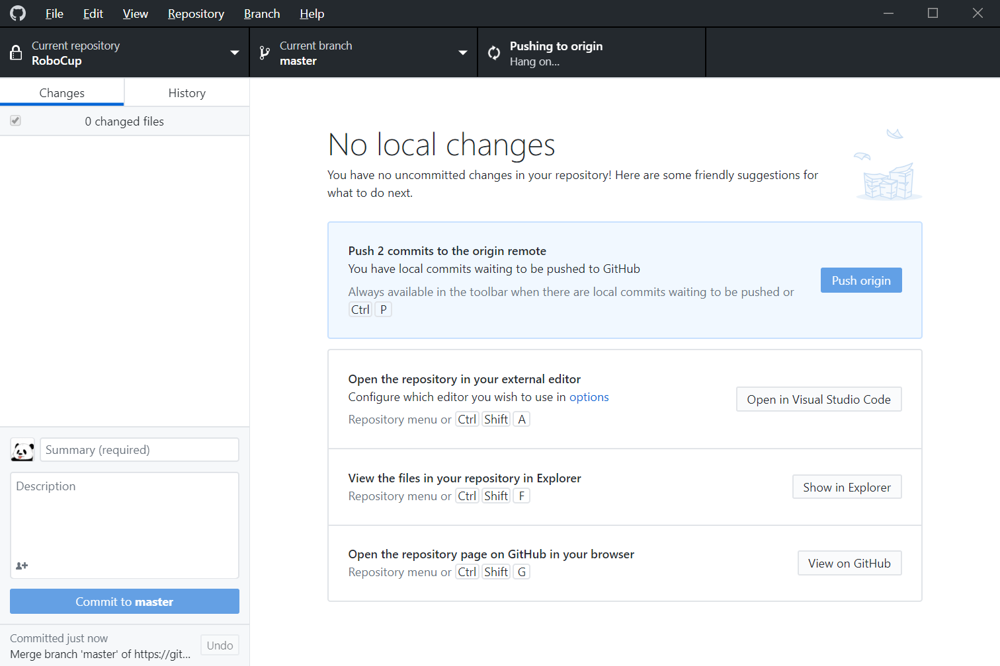 File Edit View Repository Branch Help
Current repository
RoboCup
Current branch
master
Pushing to origin
Hang on...
Changes
History
0 changed files
No local changes
You have no uncommitted changes in your repository! Here are some friendly suggestions for
what to do next.
Push 2 commits to the origin remote
You have local commits waiting to be pushed to GitHub
Always available in the toolbar when there are local commits waiting to be pushed or
Ctrl P
Push origin
Open the repository in your external editor
Configure which editor you wish to use in options
Repository menu or Ctrl Shift A
Open in Visual Studio Code
View the files in your repository in Explorer
Repository menu or Ctrl Shift F
Show in Explorer
Open the repository page on GitHub in your browser
Repository menu or Ctrl Shift G
View on GitHub
Summary (required)
Description
Commit to master
Committed just now
Merge branch 'master' of https://git...
Undo